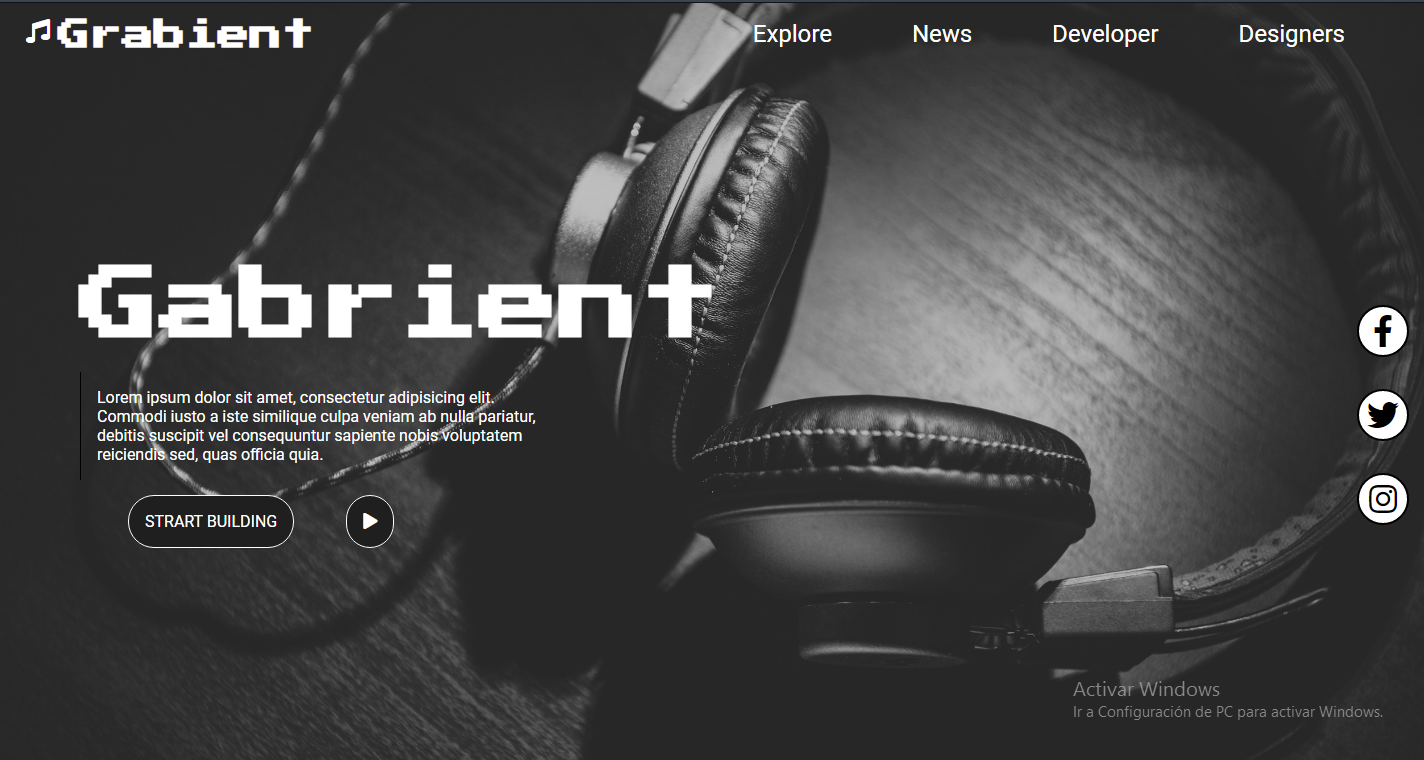 Grabient
Explore
News
Developer
Designers
Gabrient
Lorem ipsum dolor sit amet, consectetur adipisicing elit.
Commodi iusto a iste similique culpa veniam ab nulla pariatur,
debitis suscipit vel consequuntur sapiente nobis voluptatem
reiciendis sed, quas officia quia.
STRART BUILDING
Activar Windows
Ir a Configuración de PC para activar Windows.